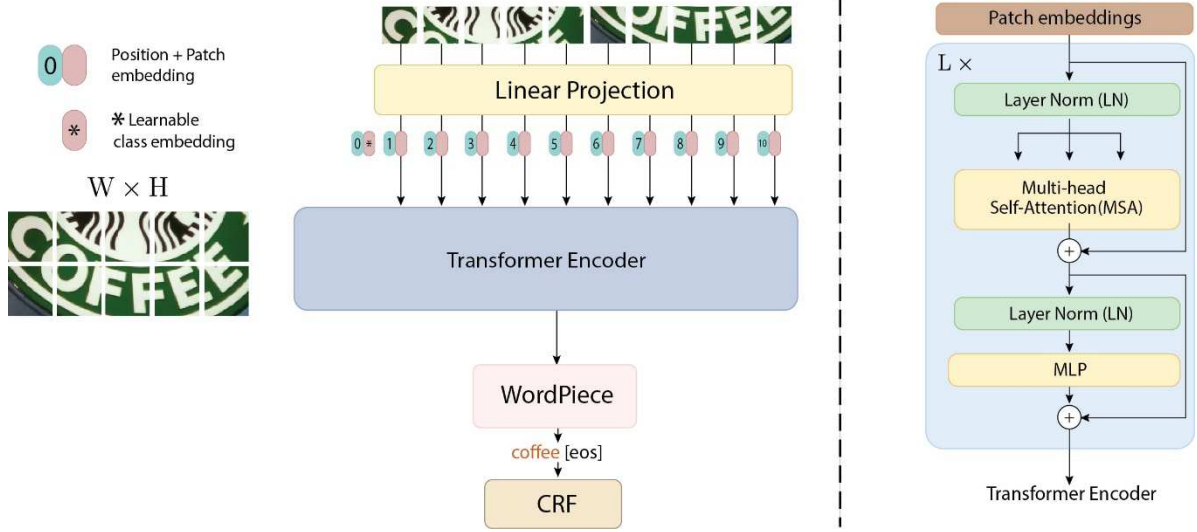 0
Position + Patch
embedding
*
* Learnable
class embedding
W × H
COFFEE
Linear Projection
0 * 1 2 3 4 5 6 7 8 9 10
Transformer Encoder
WordPiece
coffee [eos]
CRF
Patch embeddings
L ×
Layer Norm (LN)
Multi-head
Self-Attention(MSA)
+
Layer Norm (LN)
MLP
+
Transformer Encoder